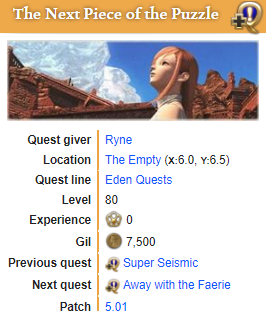 The Next Piece of the Puzzle
Quest giver Ryne
Location The Empty (x:6.0, y:6.5)
Quest line Eden Quests
Level 80
Experience 0
Gil 7,500
Previous quest Super Seismic
Next quest Away with the Faerie
Patch 5.01